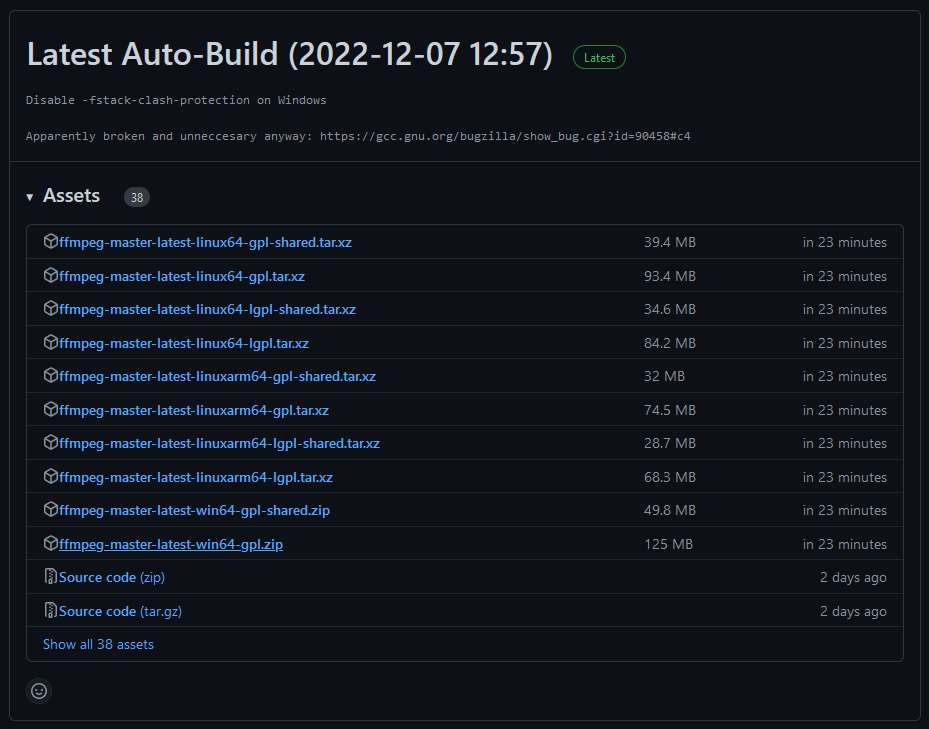 Latest Auto-Build (2022-12-07 12:57) Latest
Disable -fstack-clash-protection on Windows
Apparently broken and unneccesary anyway: https://gcc.gnu.org/bugzilla/show_bug.cgi?id=90458#c4
Assets 38
ffmpeg-master-latest-linux64-gpl-shared.tar.xz 39.4 MB in 23 minutes
ffmpeg-master-latest-linux64-gpl.tar.xz 93.4 MB in 23 minutes
ffmpeg-master-latest-linux64-lgpl-shared.tar.xz 34.6 MB in 23 minutes
ffmpeg-master-latest-linux64-lgpl.tar.xz 84.2 MB in 23 minutes
ffmpeg-master-latest-linuxarm64-gpl-shared.tar.xz 32 MB in 23 minutes
ffmpeg-master-latest-linuxarm64-gpl.tar.xz 74.5 MB in 23 minutes
ffmpeg-master-latest-linuxarm64-lgpl-shared.tar.xz 28.7 MB in 23 minutes
ffmpeg-master-latest-linuxarm64-lgpl.tar.xz 68.3 MB in 23 minutes
ffmpeg-master-latest-win64-gpl-shared.zip 49.8 MB in 23 minutes
ffmpeg-master-latest-win64-gpl.zip 125 MB in 23 minutes
Source code (zip) 2 days ago
Source code (tar.gz) 2 days ago
Show all 38 assets